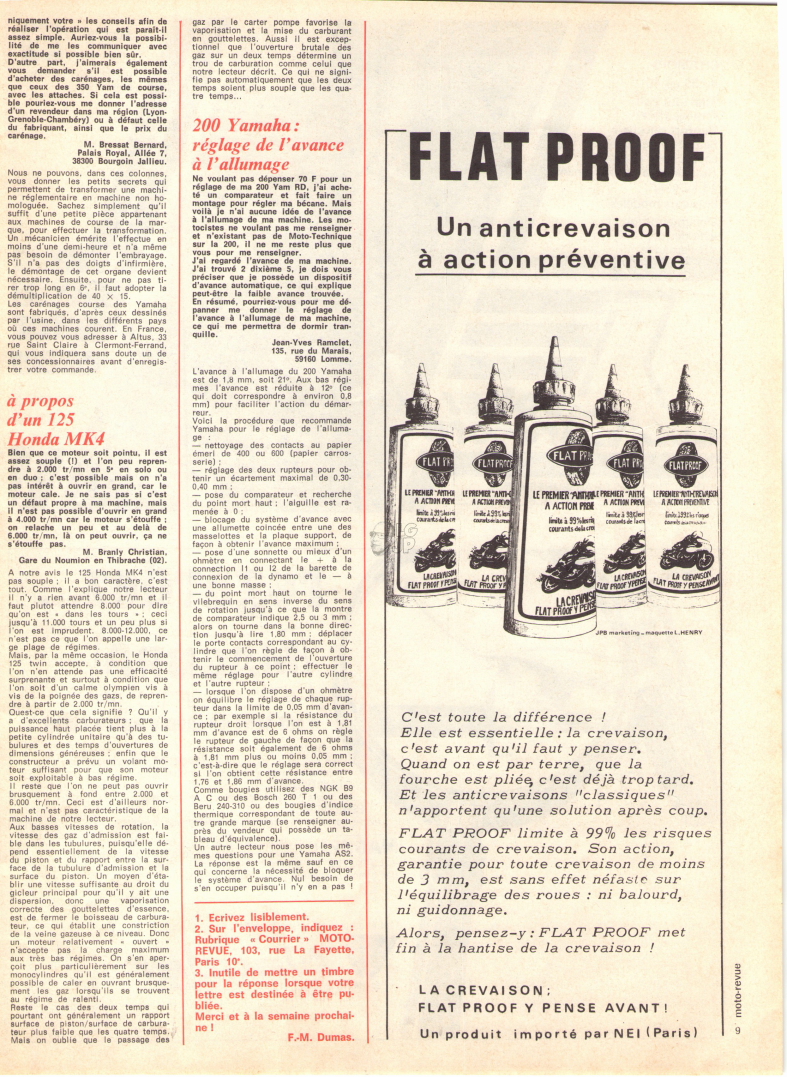 niquement votre » les conseils afin de
réaliser l'opération qui est paraît-il
assez simple. Auriez-vous la possibi-
lité de me les communiquer avec
exactitude si possible bien sûr.
D'autre part, j'aimerais également
vous demander s'il est possible
d'acheter des carénages, les mêmes
que ceux des 350 Yam de course,
avec les attaches. Si cela est possi-
ble pouriez-vous me donner l'adresse
d'un revendeur dans ma région (Lyon-
Grenoble-Chambéry) ou à défaut celle
du fabriquant, ainsi que le prix du
carénage.
M. Bressat Bernard,
Palais Royal, Allée 7,
38300 Bourgoin Jallieu.
Nous ne pouvons, dans ces colonnes,
vous donner les petits secrets qui
permettent de transformer une machi-
ne réglementaire en machine non ho-
mologuée. Sachez simplement qu'il
suffit d'une petite pièce appartenant
aux machines de course de la mar-
que, pour effectuer la transformation.
Un mécanicien émérite l'effectue en
moins d'une demi-heure et n'a même
pas besoin de démonter l'embrayage.
S'il n'a pas des doigts d'infirmière,
le démontage de cet organe devient
nécessaire. Ensuite, pour ne pas ti-
rer trop long en 6e, il faut adopter la
démultiplication de 40 × 15.
Les carénages course des Yamaha
sont fabriqués, d'après ceux dessinés
par l'usine, dans les différents pays
où ces machines courent. En France,
vous pouvez vous adresser à Altus, 33
rue Saint Claire à Clermont-Ferrand,
qui vous indiquera sans doute un de
ses concessionnaires avant d'enregis-
trer votre commande.
à propos
d'un 125
Honda MK4
Bien que ce moteur soit pointu, il est
assez souple (!) et l'on peu repren-
dre à 2.000 tr/mn en 5e en solo ou
en duo ; c'est possible mais on n'a
pas intérêt à ouvrir en grand, car le
moteur cale. Je ne sais pas si c'est
un défaut propre à ma machine, mais
il n'est pas possible d'ouvrir en grand
à 4.000 tr/mn car le moteur s'étouffe ;
on relache un peu et au delà de
6.000 tr/mn, là on peut ouvrir, ça ne
s'étouffe pas.
M. Branly Christian,
Gare du Noumion en Thibrache (02).
A notre avis le 125 Honda MK4 n'est
pas souple ; il a bon caractère, c'est
tout. Comme l'explique notre lecteur
il n'y a rien avant 6.000 tr/mn et il
faut plutot attendre 8.000 pour dire
qu'on est « dans les tours » ; ceci
jusqu'à 11.000 tours et un peu plus si
l'on est imprudent. 8.000-12.000, ce
n'est pas ce que l'on appelle une lar-
ge plage de régimes.
Mais, par la même occasion, le Honda
125 twin accepte, à condition que
l'on n'en attende pas une efficacité
surprenante et surtout à condition que
l'on soit d'un calme olympien vis à
vis de la poignée des gazs, de repren-
dre à partir de 2.000 tr/mn.
Quest-ce que cela signifie ? Qu'il y
a d'excellents carburateurs ; que la
puissance haut placée tient plus à la
petite cylindrée unitaire qu'à des tu-
bulures et des temps d'ouvertures de
dimensions généreuses ; enfin que le
constructeur a prévu un volant mo-
teur suffisant pour que son moteur
soit exploitable à bas régime.
Il reste que l'on ne peut pas ouvrir
brusquement à fond entre 2.000 et
6.000 tr/mn. Ceci est d'ailleurs nor-
mal et n'est pas caractéristique de la
machine de notre lecteur.
Aux basses vitesses de rotation, la
vitesse des gaz d'admission est fai-
ble dans les tubulures, puisqu'elle dé-
pend essentiellement de la vitesse
du piston et du rapport entre la sur-
face de la tubulure d'admission et la
surface du piston. Un moyen d'éta-
blir une vitesse suffisante au droit du
gicleur principal pour qu'il y ait une
dispersion, donc une vaporisation
correcte des gouttelettes d'essence,
est de fermer le boisseau de carbura-
teur, ce qui établit une constriction
de la veine gazeuse à ce niveau. Donc
un moteur relativement « ouvert »
n'accepte pas la charge maximum
aux très bas régimes. On s'en aper-
çoit plus particulièrement sur les
monocylindres qu'il est généralement
possible de caler en ouvrant brusque-
ment les gaz lorsqu'ils se trouvent
au régime de ralenti.
Reste le cas des deux temps qui
pourtant ont généralement un rapport
surface de piston/surface de carbura-
teur plus faible que les quatre temps.
Mais on oublie que le passage des
gaz par le carter pompe favorise la
vaporisation et la mise du carburant
en gouttelettes. Aussi il est excep-
tionnel que l'ouverture brutale des
gaz sur un deux temps détermine un
trou de carburation comme celui que
notre lecteur décrit. Ce qui ne signi-
fie pas automatiquement que les deux
temps soient plus souple que les qua-
tre temps...
200 Yamaha :
réglage de l'avance
à l'allumage
Ne voulant pas dépenser 70 F pour un
réglage de ma 200 Yam RD, j'ai ache-
té un comparateur et fait faire un
montage pour régler ma bécane. Mais
voilà je n'ai aucune idée de l'avance
à l'allumage de ma machine. Les mo-
tocistes ne voulant pas me renseigner
et n'existant pas de Moto-Technique
sur la 200, il ne me reste plus que
vous pour me renseigner.
J'ai regardé l'avance de ma machine.
J'ai trouvé 2 dixième 5, je dois vous
préciser que je posséde un dispositif
d'avance automatique, ce qui explique
peut-être la faible avance trouvée.
En résumé, pourriez-vous me dé-
panner me donner le réglage de
l'avance à l'allumage de ma machine,
ce qui me permettra de dormir tran-
quille.
Jean-Yves Ramclet,
135, rue du Marais,
59160 Lomme.
L'avance à l'allumage du 200 Yamaha
est de 1,8 mm, soit 21°. Aux bas régi-
mes l'avance est réduite à 12° (ce
qui doit correspondre à environ 0,8
mm) pour faciliter l'action du démar-
reur.
Voici la procédure que recommande
Yamaha pour le réglage de l'alluma-
ge :
— nettoyage des contacts au papier
émerl de 400 ou 600 (papier carros-
serie) ;
— réglage des deux rupteurs pour ob-
tenir un écartement maximal de 0.30-
0,40 mm ;
— pose du comparateur et recherche
du point mort haut ; l'aiguille est ra-
menée à 0 ;
— blocage du système d'avance avec
une allumette coincée entre une des
masselottes et la plaque support, de
façon à obtenir l'avance maximum ;
— pose d'une sonnette ou mieux d'un
ohmètre en connectant le + à la
connection I1 ou I2 de la barette de
connexion de la dynamo et le — à
une bonne masse ;
— du point mort haut on tourne le
vilebrequin en sens inverse du sens
de rotation jusqu'à ce que la montre
de comparateur indique 2.5 ou 3 mm ;
alors on tourne dans la bonne direc-
tion jusqu'à lire 1,80 mm ; déplacer
le porte contacts correspondant au cy-
lindre que l'on règle de façon à ob-
tenir le commencement de l'ouverture
du rupteur à ce point ; effectuer le
même réglage pour l'autre cylindre
et l'autre rupteur ;
— lorsque l'on dispose d'un ohmètre
on équilibre le réglage de chaque rup-
teur dans la limite de 0.05 mm d'avan-
ce ; par exemple si la résistance du
rupteur droit lorsque l'on est à 1,81
mm d'avance est de 6 ohms on règle
le rupteur de gauche de façon que la
résistance soit également de 6 ohms
à 1,81 mm plus ou moins 0,05 mm ;
c'est-à-dire que le réglage sera correct
si l'on obtient cette résistance entre
1,76 et 1,86 mm d'avance.
Comme bougies utilisez des NGK B9
A C ou des Bosch 260 T 1 ou des
Beru 240-310 ou des bougies d'indice
thermique correspondant de toute au-
tre grande marque (se renseigner au-
près du vendeur qui possède un ta-
bleau d'équivalence).
Un autre lecteur nous pose les mê-
mes questions pour une Yamaha AS2.
La réponse est la même sauf en ce
qui concerne la nécessité de bloquer
le système d'avance. Nul besoin de
s'en occuper puisqu'il n'y en a pas !
1. Ecrivez lisiblement.
2. Sur l'enveloppe, indiquez :
Rubrique « Courrier » MOTO-
REVUE, 103, rue La Fayette,
Paris 10e.
3. Inutile de mettre un timbre
pour la réponse lorsque votre
lettre est destinée à être pu-
bliée.
Merci et à la semaine prochai-
ne !
F.-M. Dumas.
FLAT PROOF
Un anticrevaison
à action préventive
FLAT PROOF
LE PREMIER "ANTI-CREVAISON
A ACTION PREVENTIVE
limite à 99% les risques
LA CREVAISON
FLAT PROOF Y PENSE AVANT
JPB marketing _ maquette L.HENRY
C'est toute la différence !
Elle est essentielle : la crevaison,
c'est avant qu'il faut y penser.
Quand on est par terre, que la
fourche est pliée, c'est déjà trop tard.
Et les anticrevaisons "classiques"
n'apportent qu'une solution après coup.
FLAT PROOF limite à 99% les risques
courants de crevaison. Son action,
garantie pour toute crevaison de moins
de 3 mm, est sans effet néfaste sur
l'équilibrage des roues : ni balourd,
ni guidonnage.
Alors, pensez-y : FLAT PROOF met
fin à la hantise de la crevaison !
LA CREVAISON :
FLAT PROOF Y PENSE AVANT !
Un produit importé par NEI (Paris)
moto-revue
9